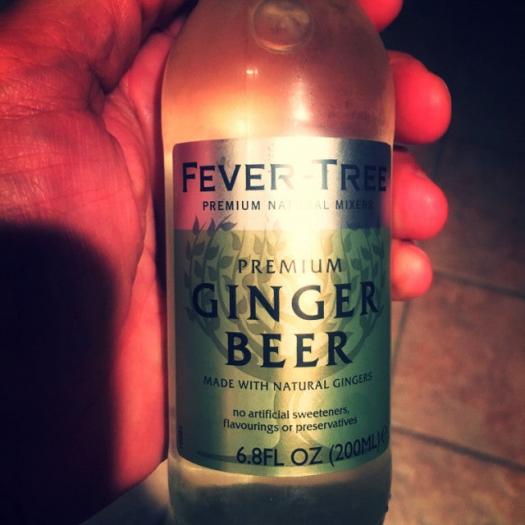 FEVER-TREE
PREMIUM NATURAL MIXERS
PREMIUM
GINGER
BEER
MADE WITH NATURAL GINGERS
no artificial sweeteners,
flavourings or preservatives
6.8FL OZ (200ML)